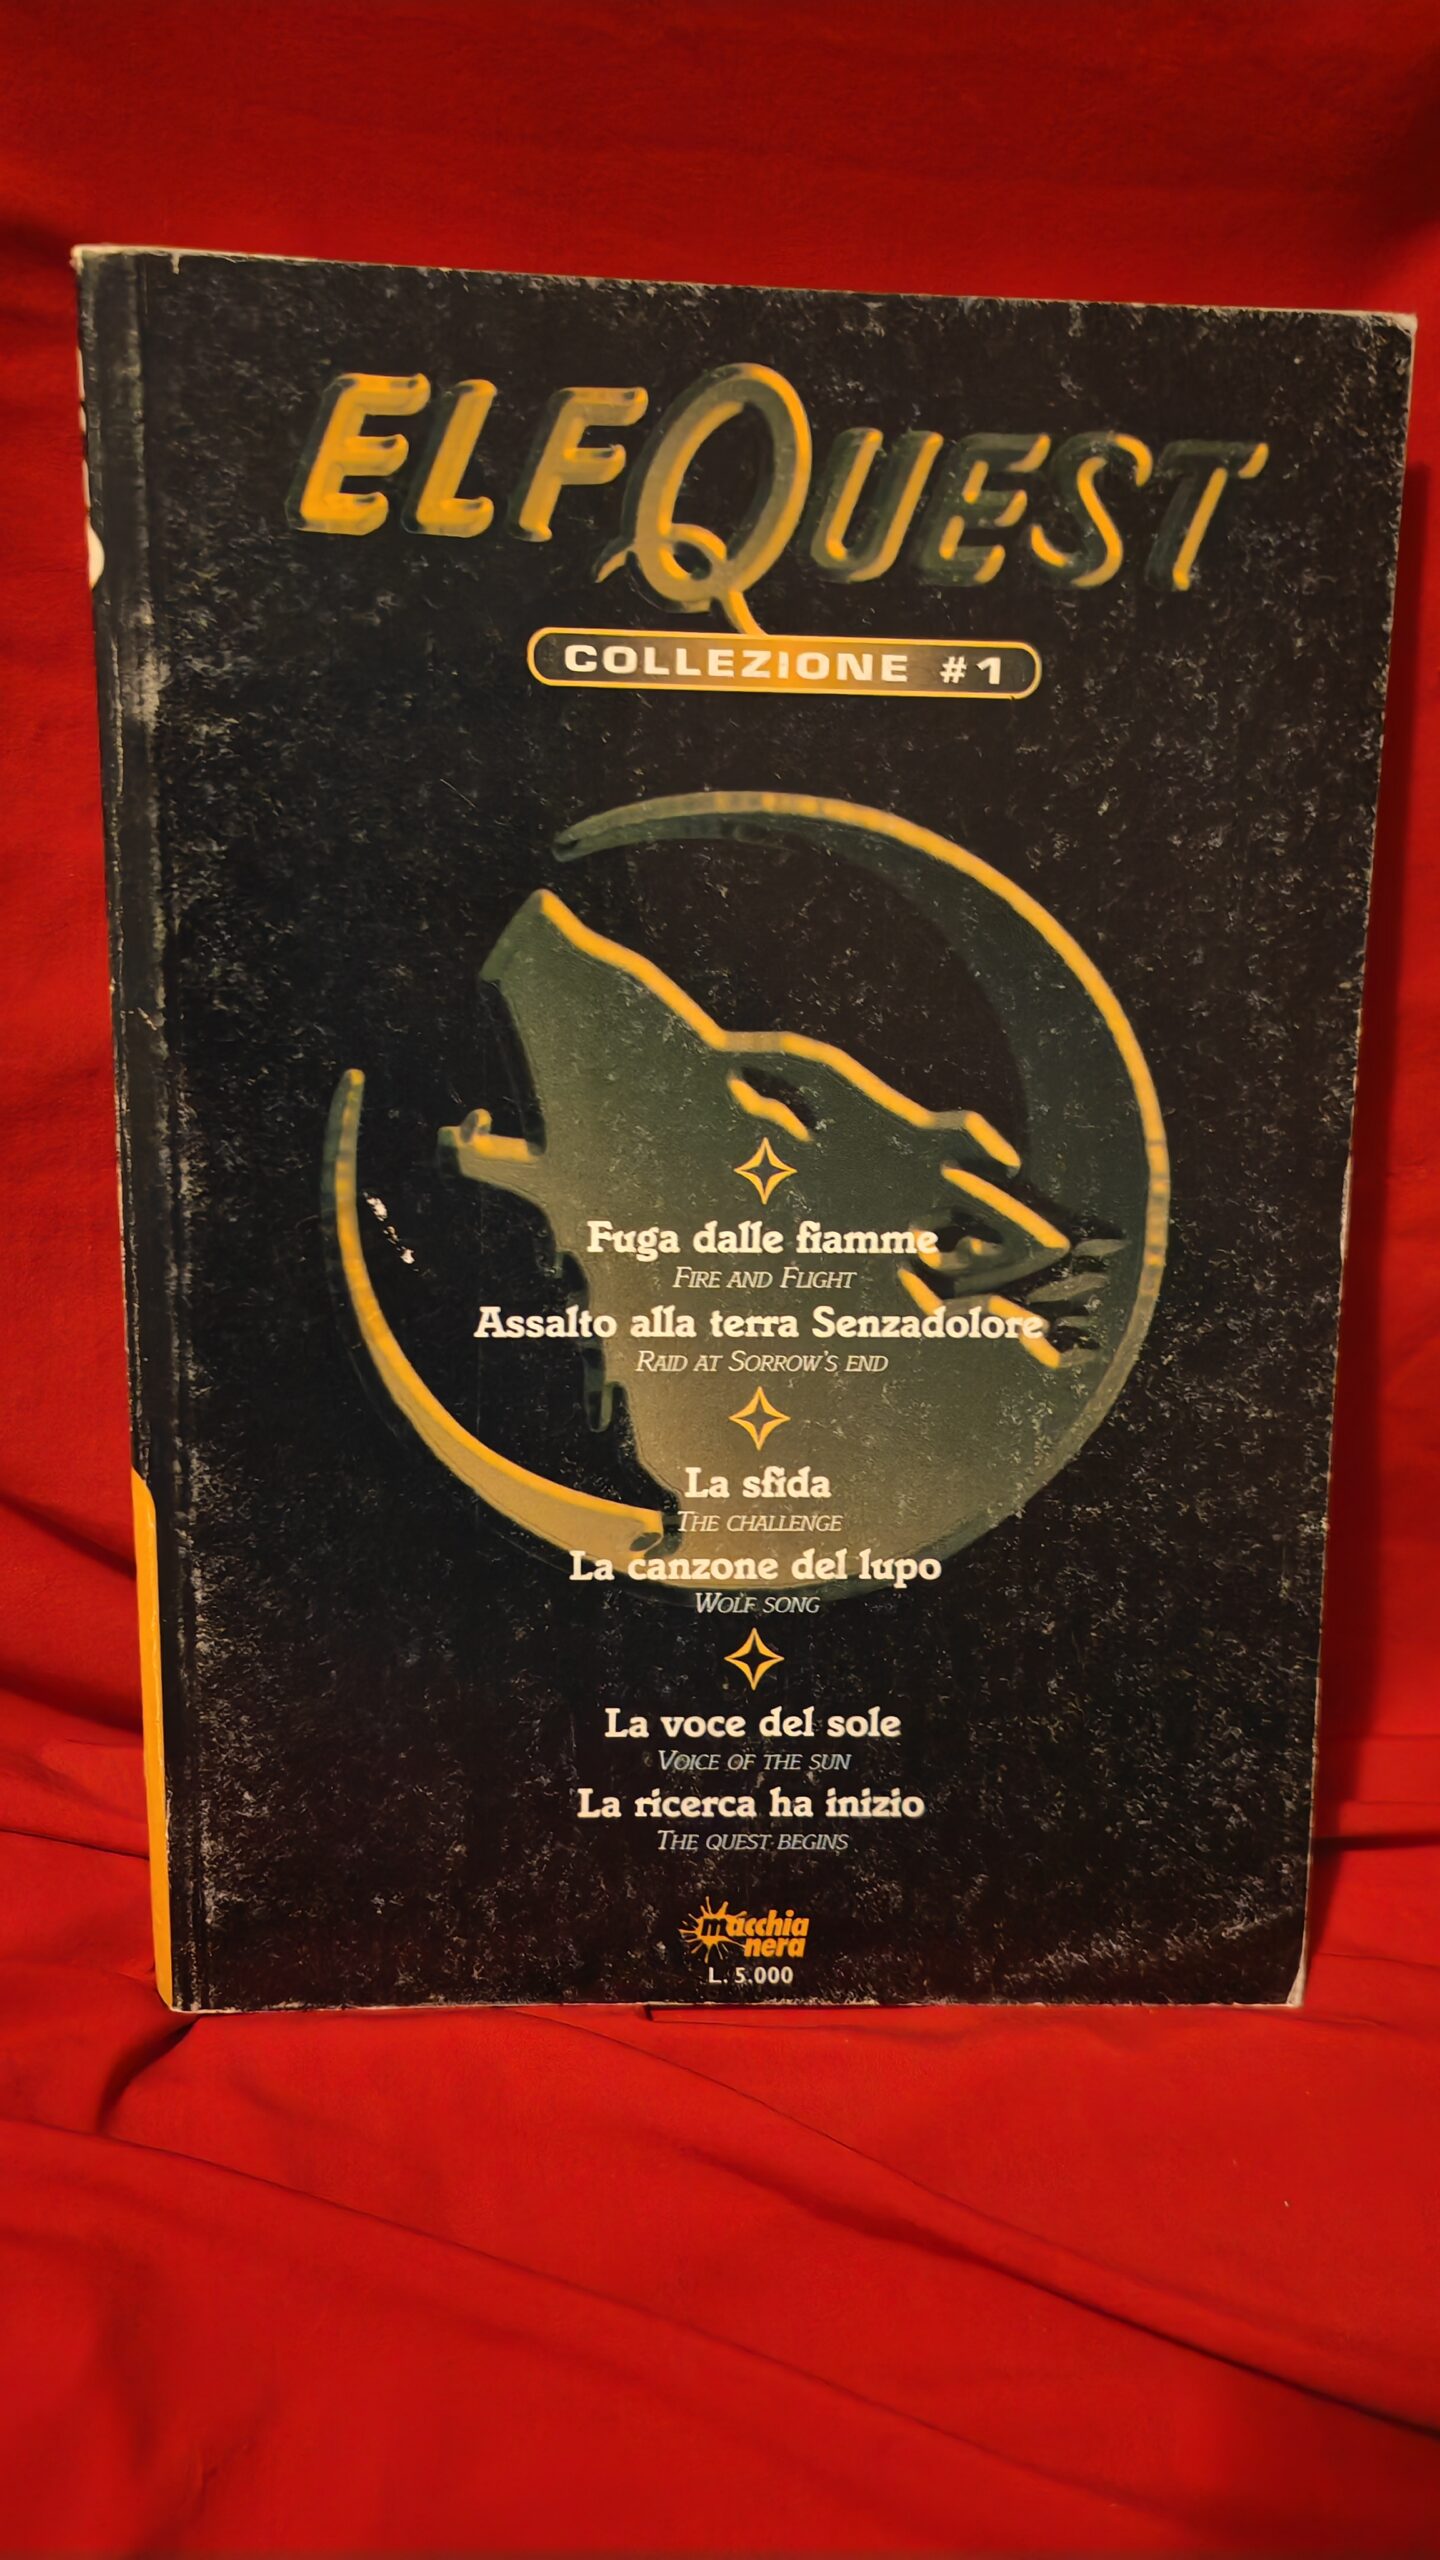 ELFQUEST
COLLEZIONE #1
Fuga dalle fiamme
FIRE AND FLIGHT
Assalto alla terra Senzadolore
RAID AT SORROW'S END
La sfida
THE CHALLENGE
La canzone del lupo
WOLF SONG
La voce del sole
VOICE OF THE SUN
La ricerca ha inizio
THE QUEST BEGINS
macchia
nera
L. 5.000